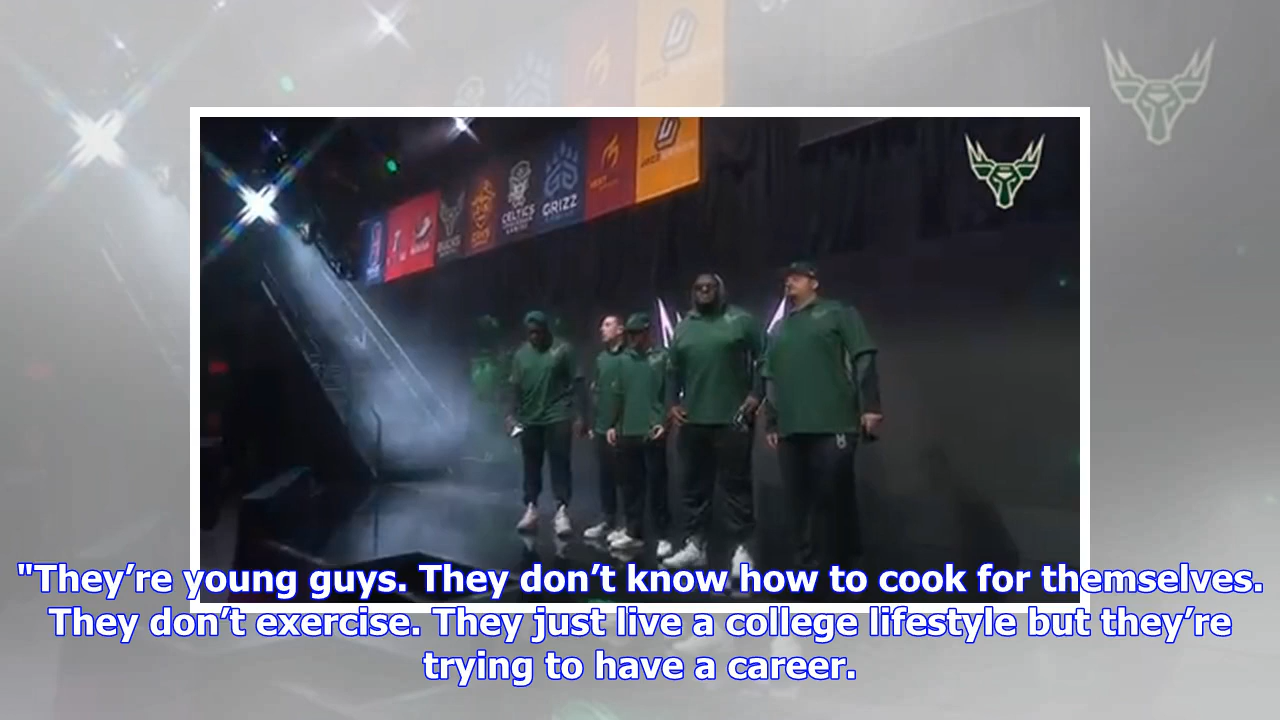 CELTICS
GRIZZ
BUCKS
"They’re young guys. They don’t know how to cook for themselves.
They don’t exercise. They just live a college lifestyle but they’re
trying to have a career.